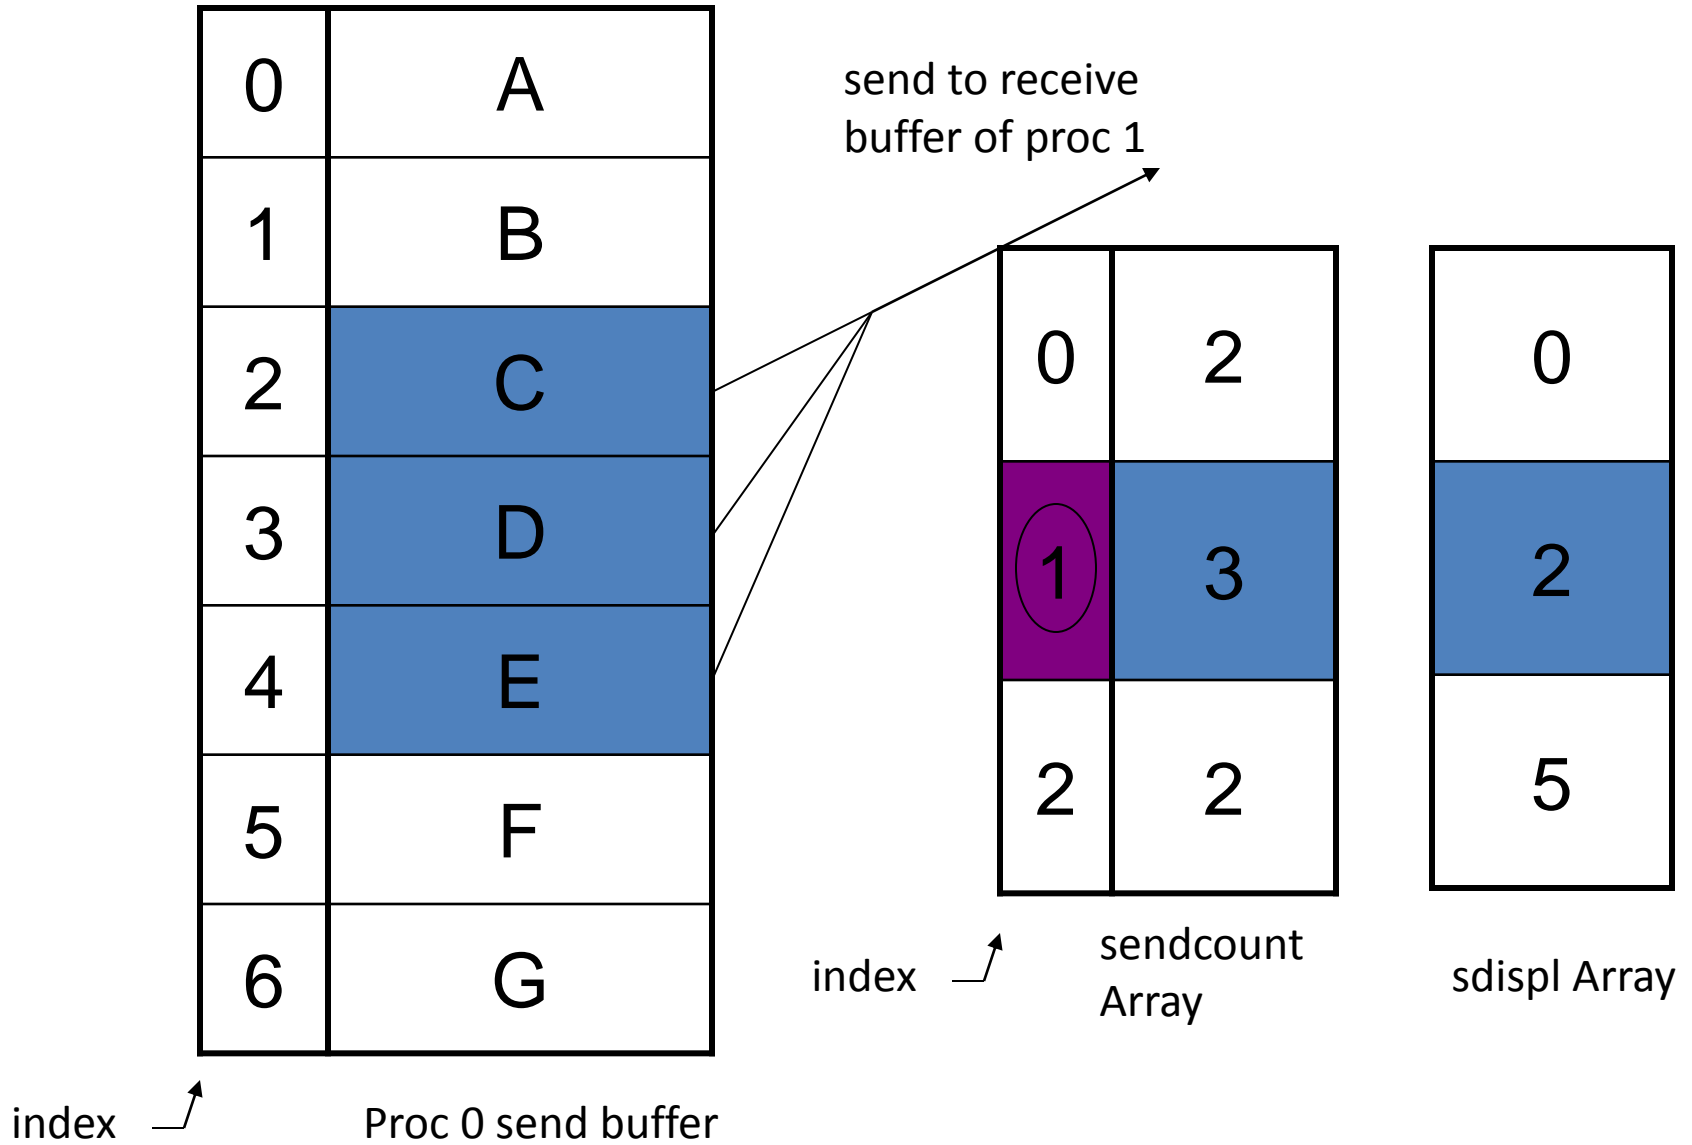 0 A
1 B
2 C
3 D
4 E
5 F
6 G
index
Proc 0 send buffer
send to receive
buffer of proc 1
0 2
1 3
2 2
index
sendcount
Array
0
2
5
sdispl Array